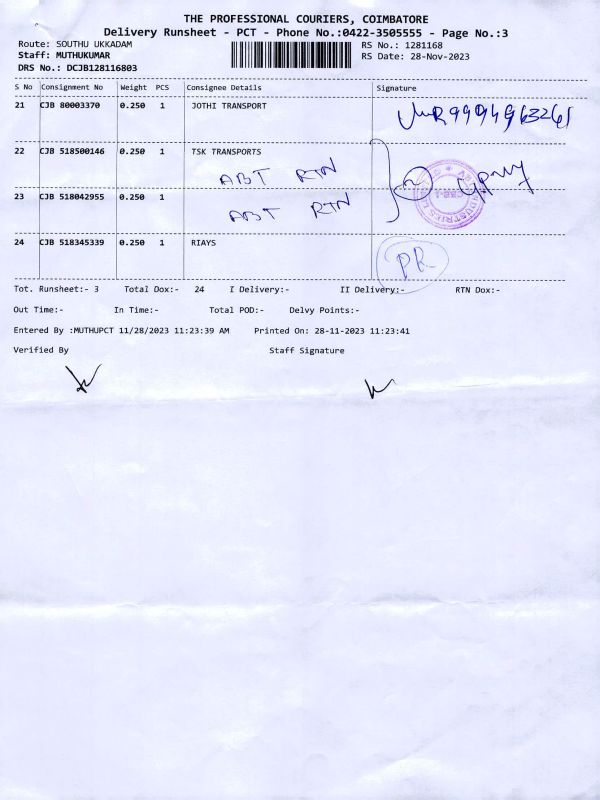 THE PROFESSIONAL COURIERS, COIMBATORE
Delivery Runsheet - PCT - Phone No.:0422-3505555 - Page No.:3
Route: SOUTHU UKKADAM
RS No.: 1281168
Staff: MUTHUKUMAR
RS Date: 28-Nov-2023
DRS No.: DCJB128116803
S No Consignment No Weight PCS Consignee Details Signature
21 CJB 80003370 0.250 1 JOTHI TRANSPORT
22 CJB 518500146 0.250 1 TSK TRANSPORTS
ABT RTN
23 CJB 518042955 0.250 1
ABT RTN
24 CJB 518345339 0.250 1 RIAYS
PR
Tot. Runsheet:- 3 Total Dox:- 24 I Delivery:- II Delivery:- RTN Dox:-
Out Time:- In Time:- Total POD:- Delvy Points:-
Entered By :MUTHUPCT 11/28/2023 11:23:39 AM Printed On: 28-11-2023 11:23:41
Verified By Staff Signature